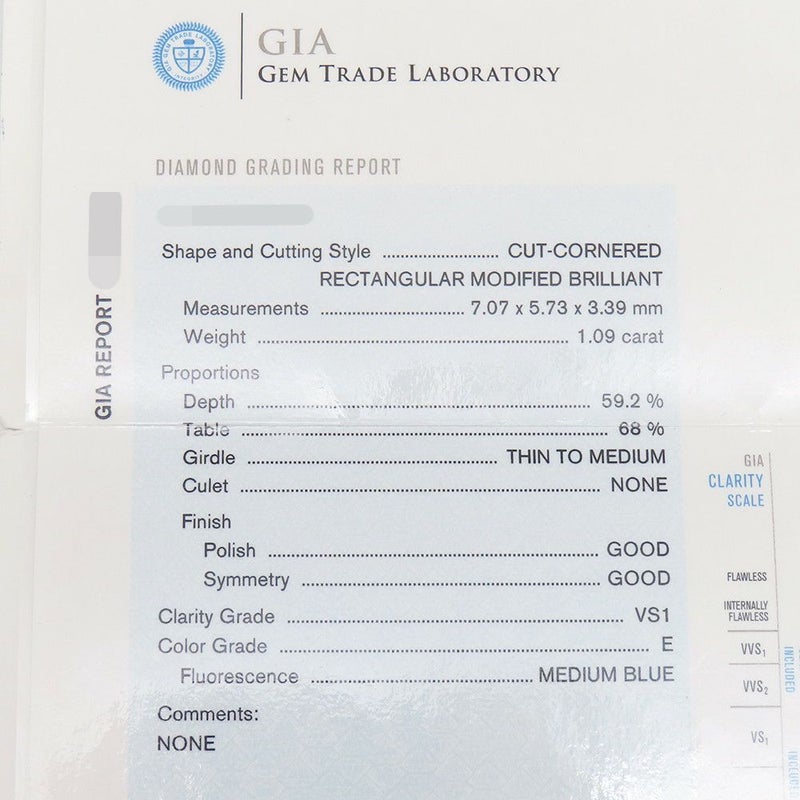 GIA
GEM TRADE LABORATORY
DIAMOND GRADING REPORT
GIA REPORT
Shape and Cutting Style ........................ CUT-CORNERED
RECTANGULAR MODIFIED BRILLIANT
Measurements ........................ 7.07 x 5.73 x 3.39 mm
Weight ........................ 1.09 carat
Proportions
Depth ........................ 59.2 %
Table ........................ 68 %
Girdle ........................ THIN TO MEDIUM
Culet ........................ NONE
Finish
Polish ........................ GOOD
Symmetry ........................ GOOD
Clarity Grade ........................ VS1
Color Grade ........................ E
Fluorescence ........................ MEDIUM BLUE
Comments:
NONE
GIA
CLARITY
SCALE
FLAWLESS
INTERNALLY
FLAWLESS
VVS1
VVS2
VS1
INCLUDED